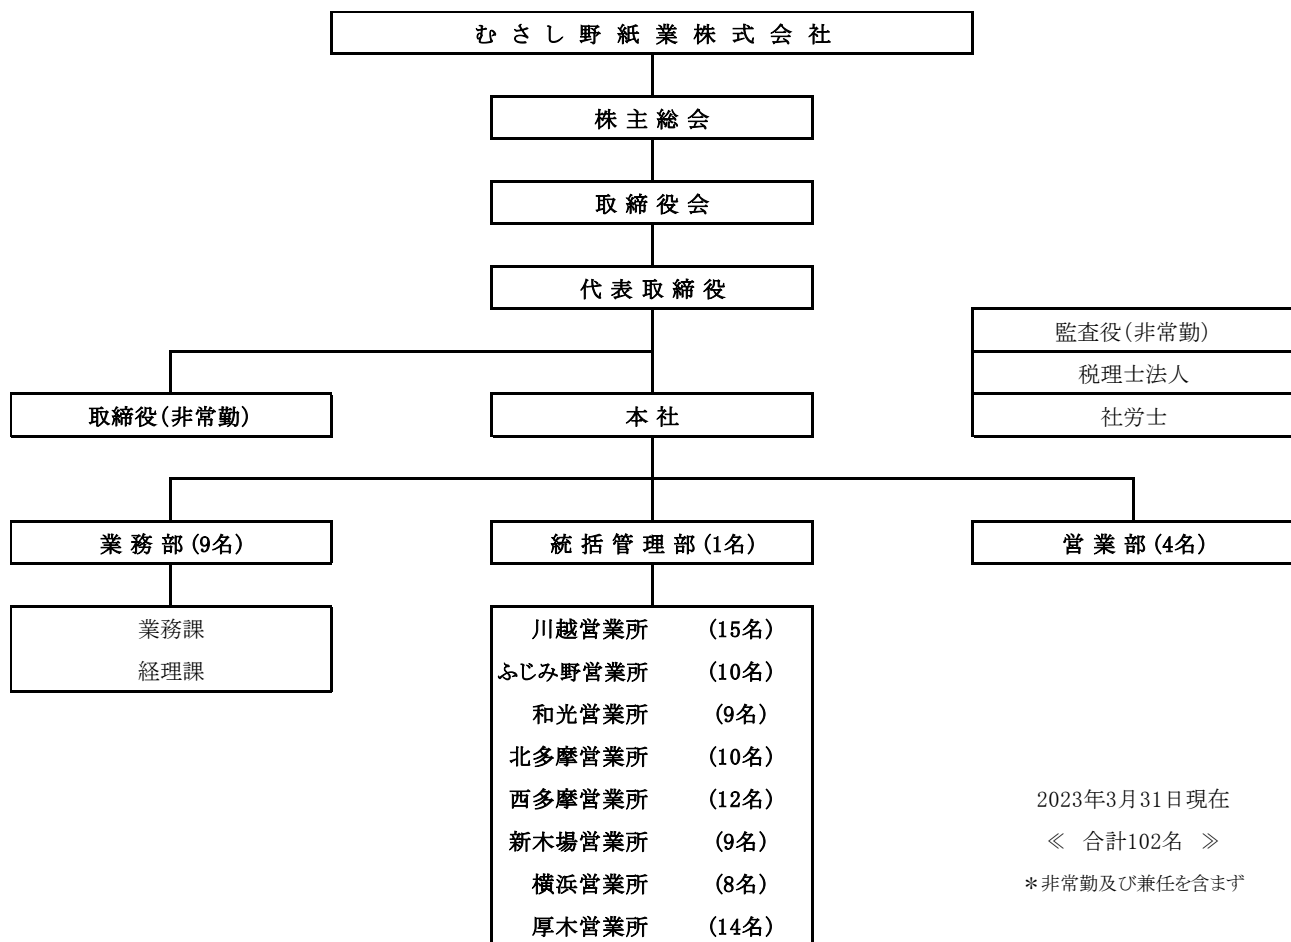 むさし野紙業株式会社
株主総会
取締役会
代表取締役
監査役(非常勤)
税理士法人
取締役(非常勤)
本社
社労士
業務部(9名)
統括管理部(1名)
営業部(4名)
業務課
経理課
川越営業所 (15名)
ふじみ野営業所 (10名)
和光営業所 (9名)
北多摩営業所 (10名)
西多摩営業所 (12名)
新木場営業所 (9名)
横浜営業所 (8名)
厚木営業所 (14名)
2023年3月31日現在
≪ 合計102名 ≫
*非常勤及び兼任を含まず